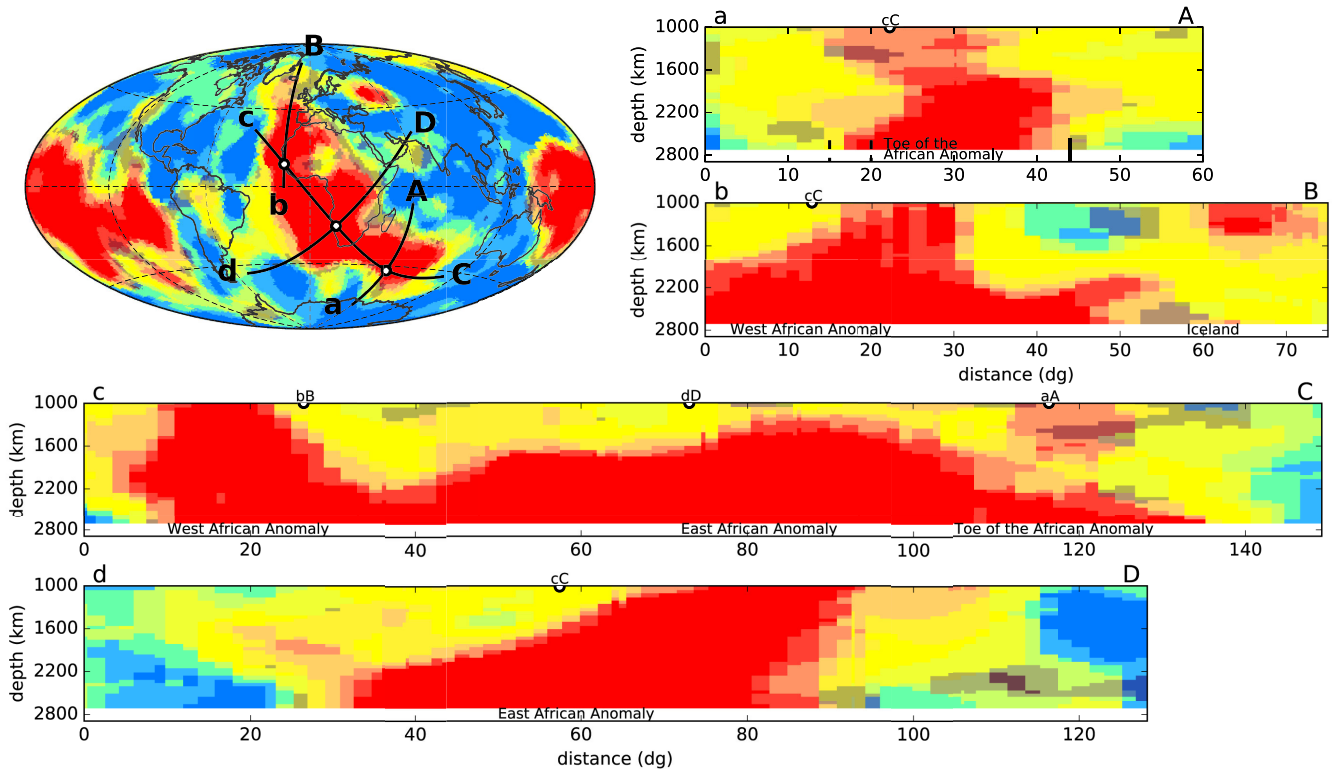 B
c
D
A
b
d
C
a
a
cC
A
1000
1600
2200
2800
depth (km)
Toe of the
African Anomaly
0 10 20 30 40 50 60
b
cC
B
1000
1600
2200
2800
depth (km)
West African Anomaly
Iceland
0 10 20 30 40 50 60 70
distance (dg)
c
bB
dD
aA
C
1000
1600
2200
2800
depth (km)
West African Anomaly
East African Anomaly
Toe of the African Anomaly
0 20 40 60 80 100 120 140
d
cC
D
1000
1600
2200
2800
depth (km)
East African Anomaly
0 20 40 60 80 100 120
distance (dg)